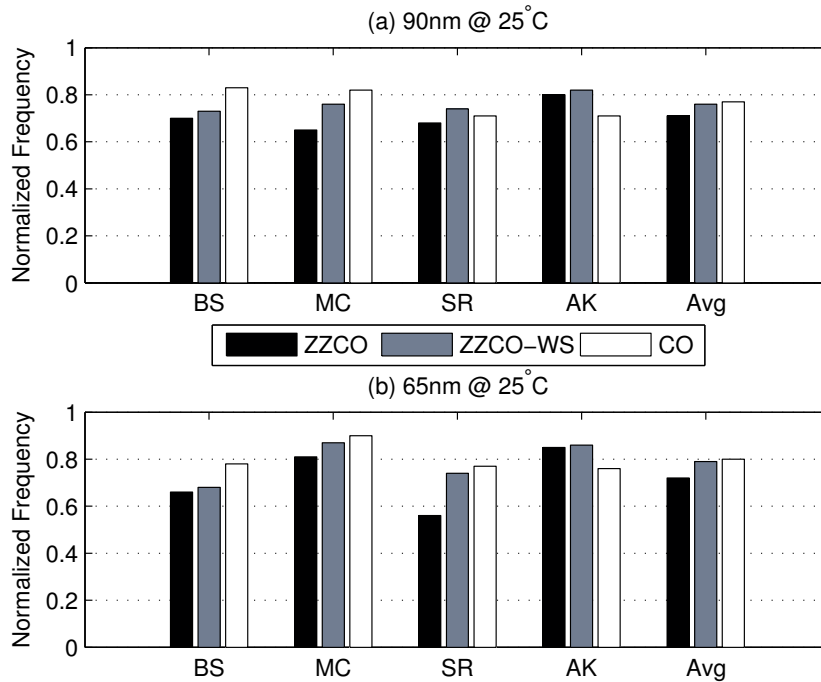 (a) 90nm @ 25°C
Normalized Frequency
1
0.8
0.6
0.4
0.2
0
BS MC SR AK Avg
ZZCO ZZCO−WS CO
(b) 65nm @ 25°C
Normalized Frequency
1
0.8
0.6
0.4
0.2
0
BS MC SR AK Avg